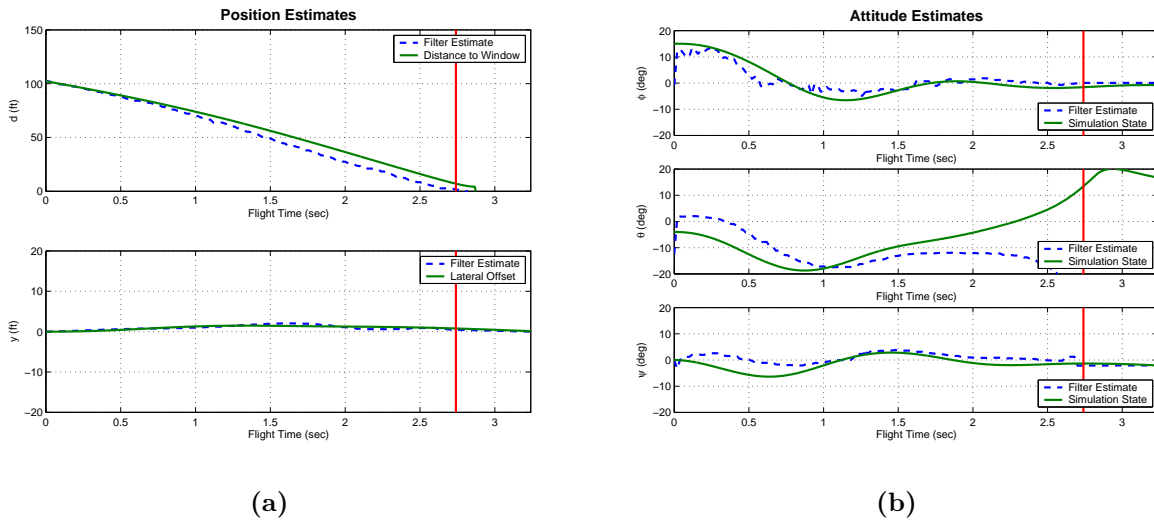 Position Estimates
150
100
50
0
d (ft)
Filter Estimate
Distance to Window
0 0.5 1 1.5 2 2.5 3
Flight Time (sec)
20
10
0
−10
−20
y (ft)
Filter Estimate
Lateral Offset
0 0.5 1 1.5 2 2.5 3
Flight Time (sec)
(a)
Attitude Estimates
20
10
0
−10
−20
φ (deg)
Filter Estimate
Simulation State
0 0.5 1 1.5 2 2.5 3
Flight Time (sec)
20
10
0
−10
−20
θ (deg)
Filter Estimate
Simulation State
0 0.5 1 1.5 2 2.5 3
Flight Time (sec)
20
10
0
−10
−20
ψ (deg)
Filter Estimate
Simulation State
0 0.5 1 1.5 2 2.5 3
Flight Time (sec)
(b)